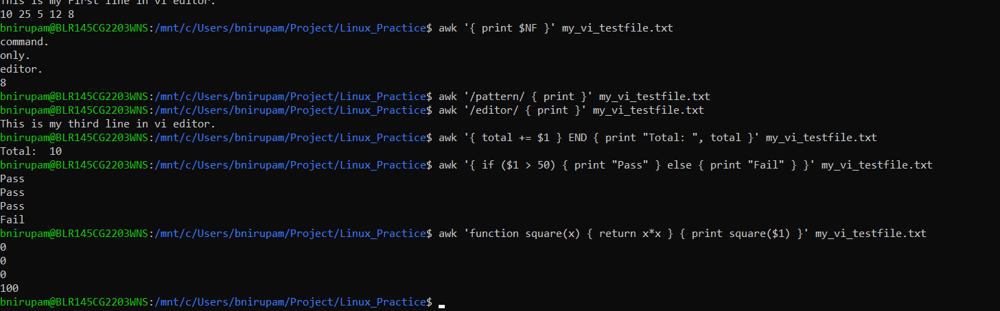 This is my First line in vi editor.
10 25 5 12 8
bnirupam@BLR145CG2203WNS:/mnt/c/Users/bnirupam/Project/Linux_Practice$ awk '{ print $NF }' my_vi_testfile.txt
command.
only.
editor.
8
bnirupam@BLR145CG2203WNS:/mnt/c/Users/bnirupam/Project/Linux_Practice$ awk '/pattern/ { print }' my_vi_testfile.txt
bnirupam@BLR145CG2203WNS:/mnt/c/Users/bnirupam/Project/Linux_Practice$ awk '/editor/ { print }' my_vi_testfile.txt
This is my third line in vi editor.
bnirupam@BLR145CG2203WNS:/mnt/c/Users/bnirupam/Project/Linux_Practice$ awk '{ total += $1 } END { print "Total: ", total }' my_vi_testfile.txt
Total:  10
bnirupam@BLR145CG2203WNS:/mnt/c/Users/bnirupam/Project/Linux_Practice$ awk '{ if ($1 > 50) { print "Pass" } else { print "Fail" } }' my_vi_testfile.txt
Pass
Pass
Pass
Fail
bnirupam@BLR145CG2203WNS:/mnt/c/Users/bnirupam/Project/Linux_Practice$ awk 'function square(x) { return x*x } { print square($1) }' my_vi_testfile.txt
0
0
0
100
bnirupam@BLR145CG2203WNS:/mnt/c/Users/bnirupam/Project/Linux_Practice$